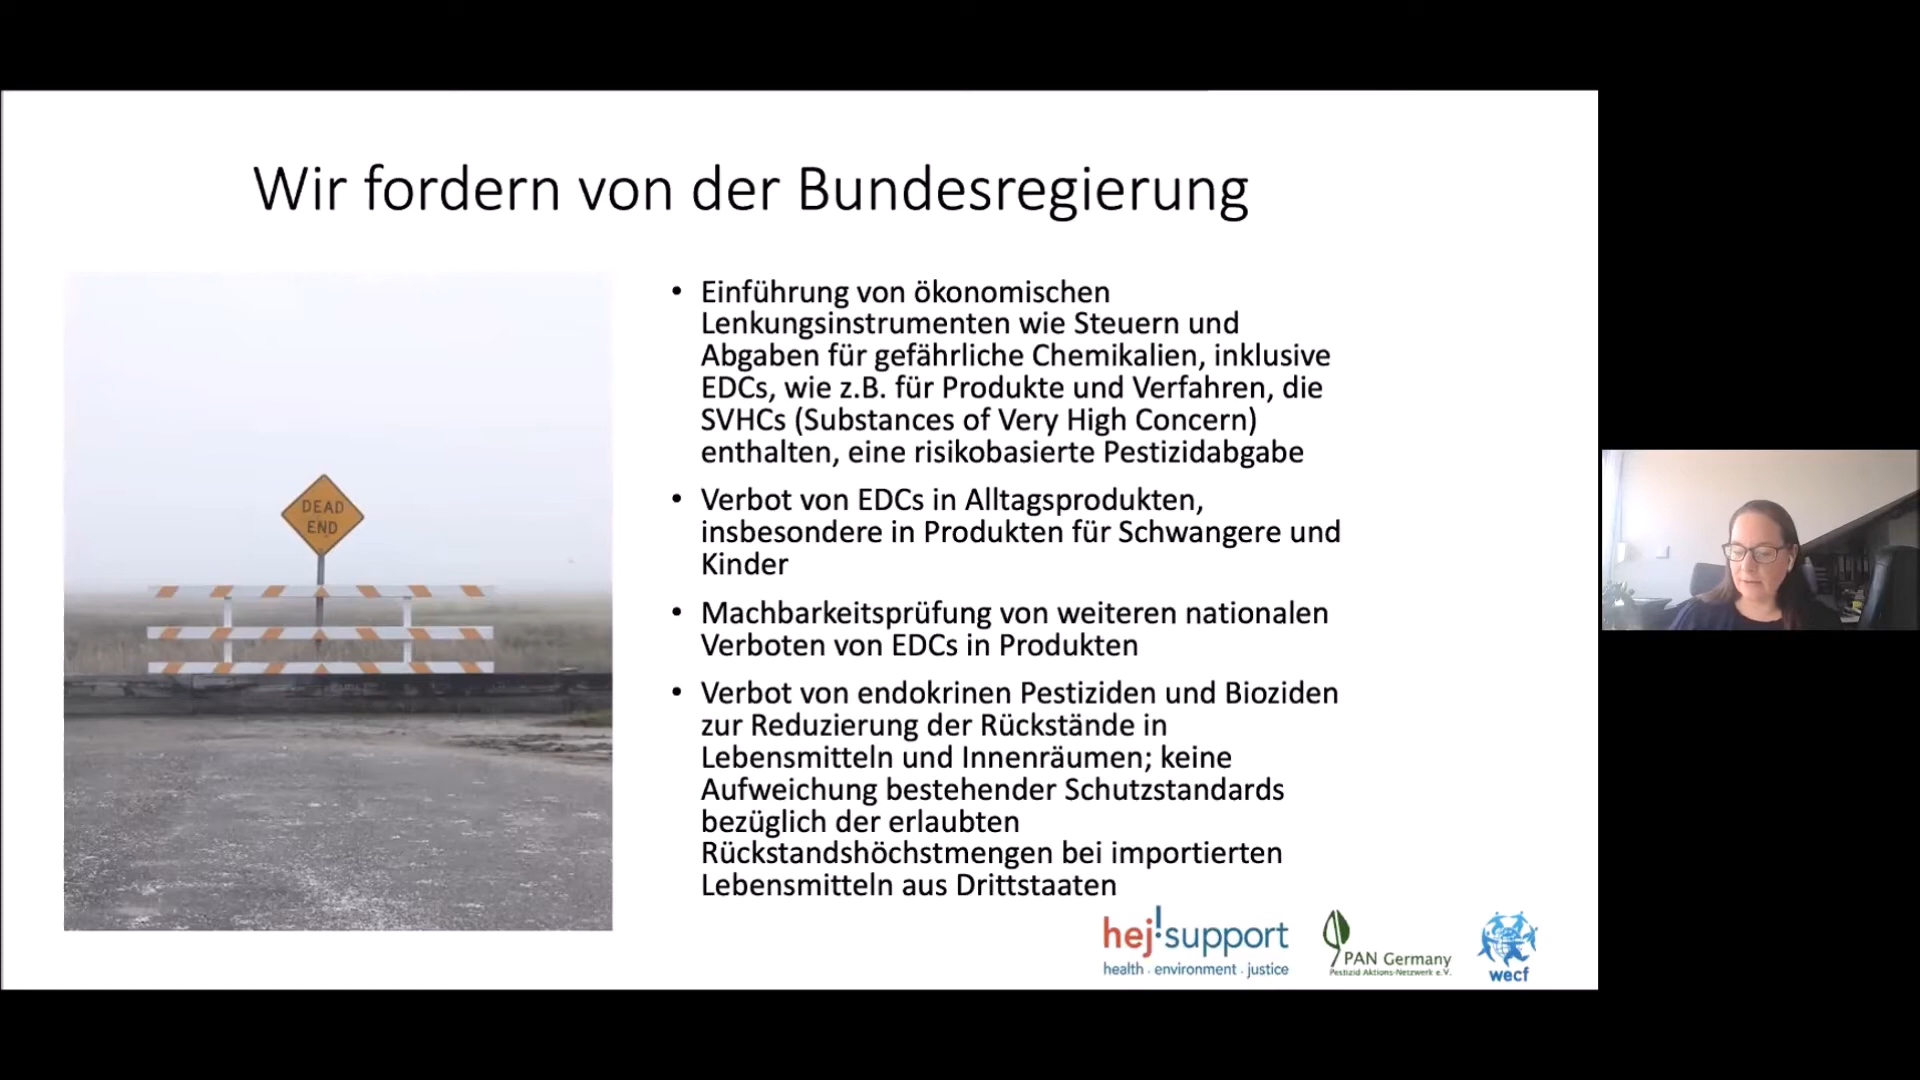 Wir fordern von der Bundesregierung
DEAD
END
• Einführung von ökonomischen
Lenkungsinstrumenten wie Steuern und
Abgaben für gefährliche Chemikalien, inklusive
EDCs, wie z.B. für Produkte und Verfahren, die
SVHCs (Substances of Very High Concern)
enthalten, eine risikobasierte Pestizidabgabe
• Verbot von EDCs in Alltagsprodukten,
insbesondere in Produkten für Schwangere und
Kinder
• Machbarkeitsprüfung von weiteren nationalen
Verboten von EDCs in Produkten
• Verbot von endokrinen Pestiziden und Bioziden
zur Reduzierung der Rückstände in
Lebensmitteln und Innenräumen; keine
Aufweichung bestehender Schutzstandards
bezüglich der erlaubten
Rückstandshöchstmengen bei importierten
Lebensmitteln aus Drittstaaten
hej!support
health . environment . justice
PAN Germany
Pestizid Aktions-Netzwerk e.V.
wecf